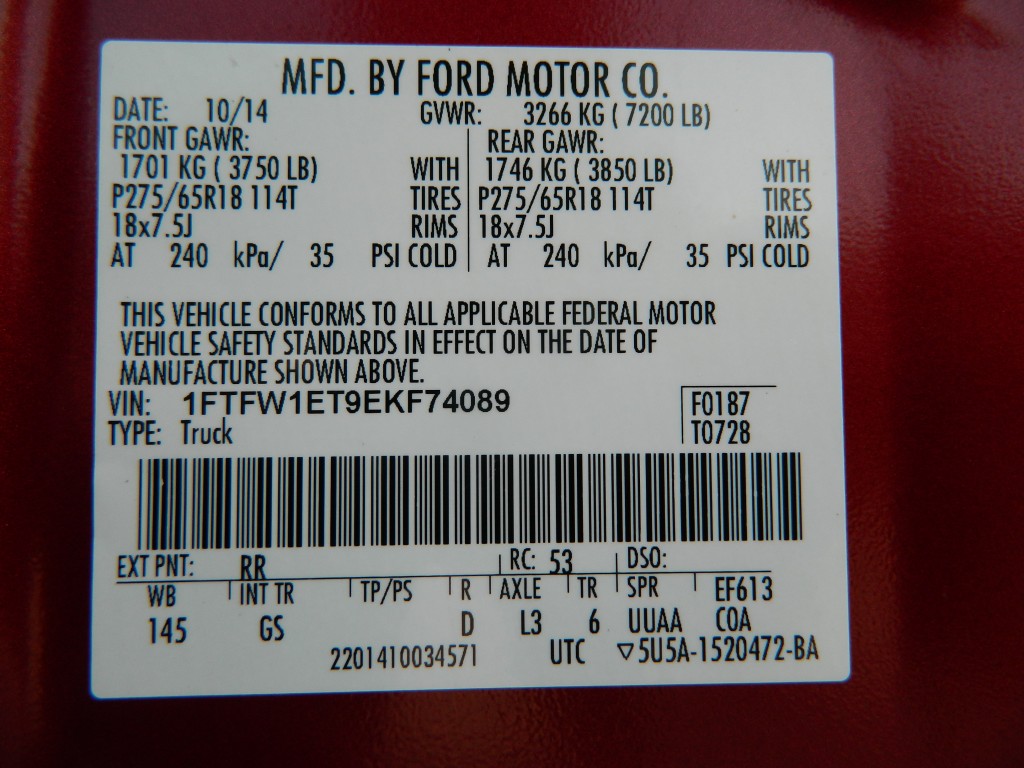 MFD. BY FORD MOTOR CO.
DATE: 10/14 GVWR: 3266 KG ( 7200 LB)
FRONT GAWR: REAR GAWR:
1701 KG ( 3750 LB) WITH 1746 KG ( 3850 LB) WITH
P275/65R18 114T TIRES P275/65R18 114T TIRES
18x7.5J RIMS 18x7.5J RIMS
AT 240 kPa/ 35 PSI COLD AT 240 kPa/ 35 PSI COLD
THIS VEHICLE CONFORMS TO ALL APPLICABLE FEDERAL MOTOR
VEHICLE SAFETY STANDARDS IN EFFECT ON THE DATE OF
MANUFACTURE SHOWN ABOVE.
VIN: 1FTFW1ET9EKF74089 F0187
TYPE: Truck T0728
EXT PNT: RR RC: 53 DSO:
WB INT TR TP/PS R AXLE TR SPR EF613
145 GS D L3 6 UUAA COA
2201410034571 UTC ▽5U5A-1520472-BA